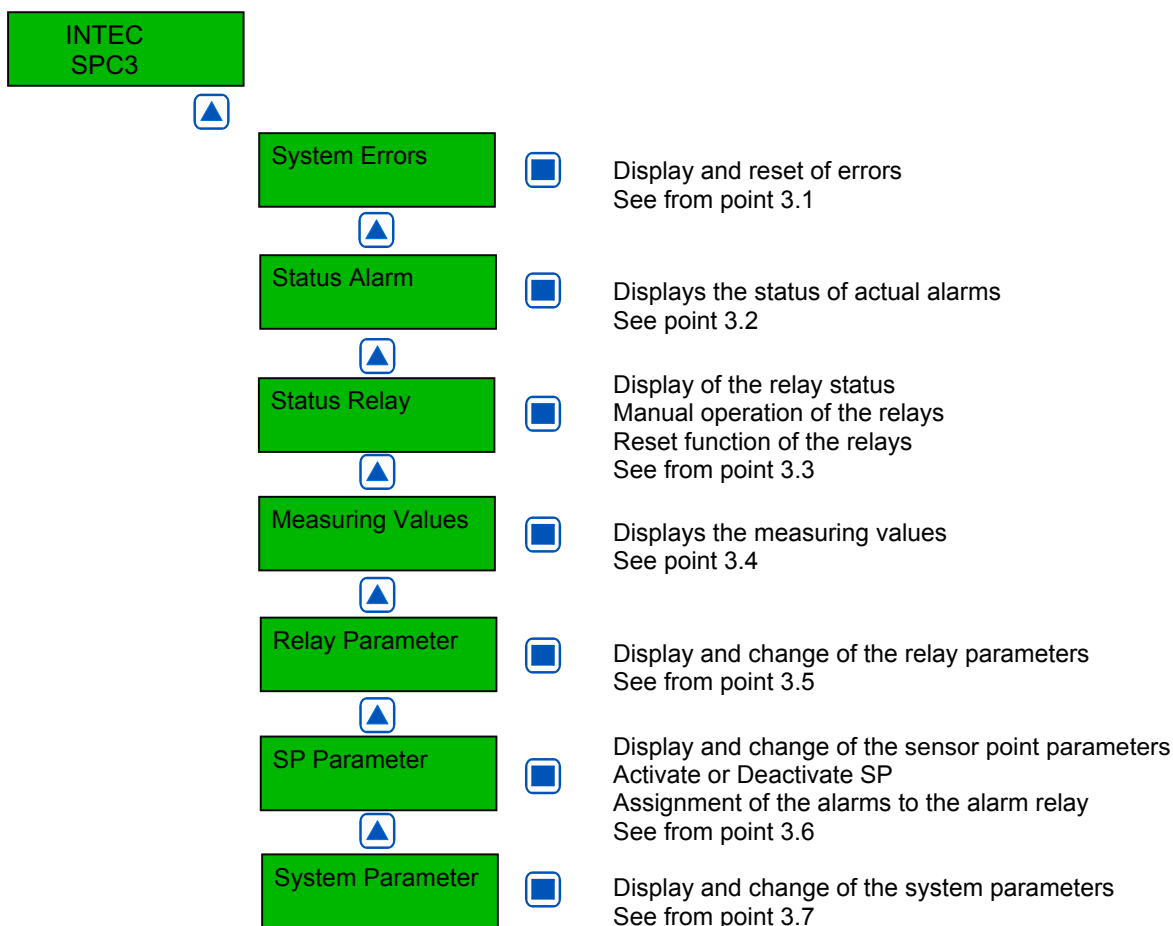 INTEC
SPC3
System Errors
Display and reset of errors
See from point 3.1
Status Alarm
Displays the status of actual alarms
See point 3.2
Status Relay
Display of the relay status
Manual operation of the relays
Reset function of the relays
See from point 3.3
Measuring Values
Displays the measuring values
See point 3.4
Relay Parameter
Display and change of the relay parameters
See from point 3.5
SP Parameter
Display and change of the sensor point parameters
Activate or Deactivate SP
Assignment of the alarms to the alarm relay
See from point 3.6
System Parameter
Display and change of the system parameters
See from point 3.7